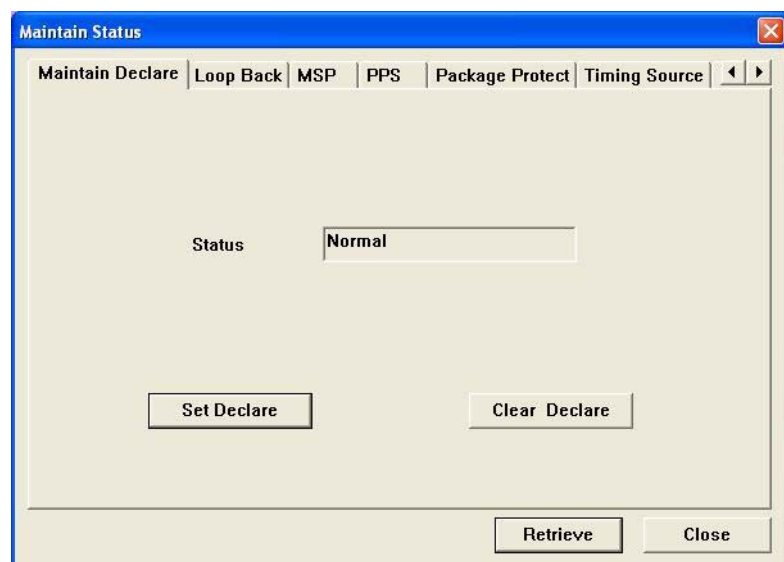 Maintain Status
Maintain Declare Loop Back MSP PPS Package Protect Timing Source
Status Normal
Set Declare Clear Declare
Retrieve Close